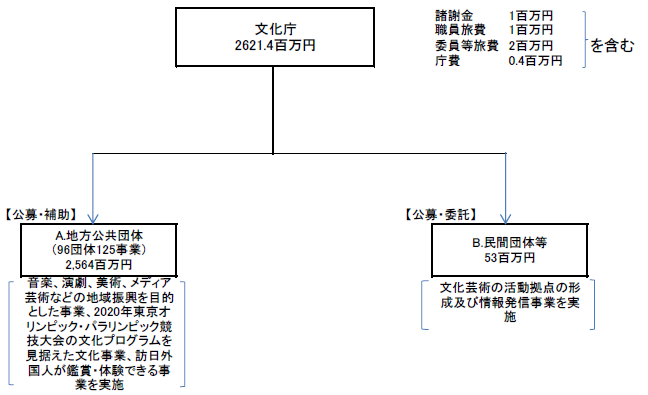 文化庁
2621.4百万円
諸謝金 1百万円
職員旅費 1百万円
委員等旅費 2百万円
庁費 0.4百万円
を含む
【公募・補助】
A.地方公共団体
(96団体125事業)
2,564百万円
音楽、演劇、美術、メディア
芸術などの地域振興を目的
とした事業、2020年東京オ
リンピック・パラリンピック競
技大会の文化プログラムを
見据えた文化事業、訪日外
国人が鑑賞・体験できる事
業を実施
【公募・委託】
B.民間団体等
53百万円
文化芸術の活動拠点の形
成及び情報発信事業を実
施